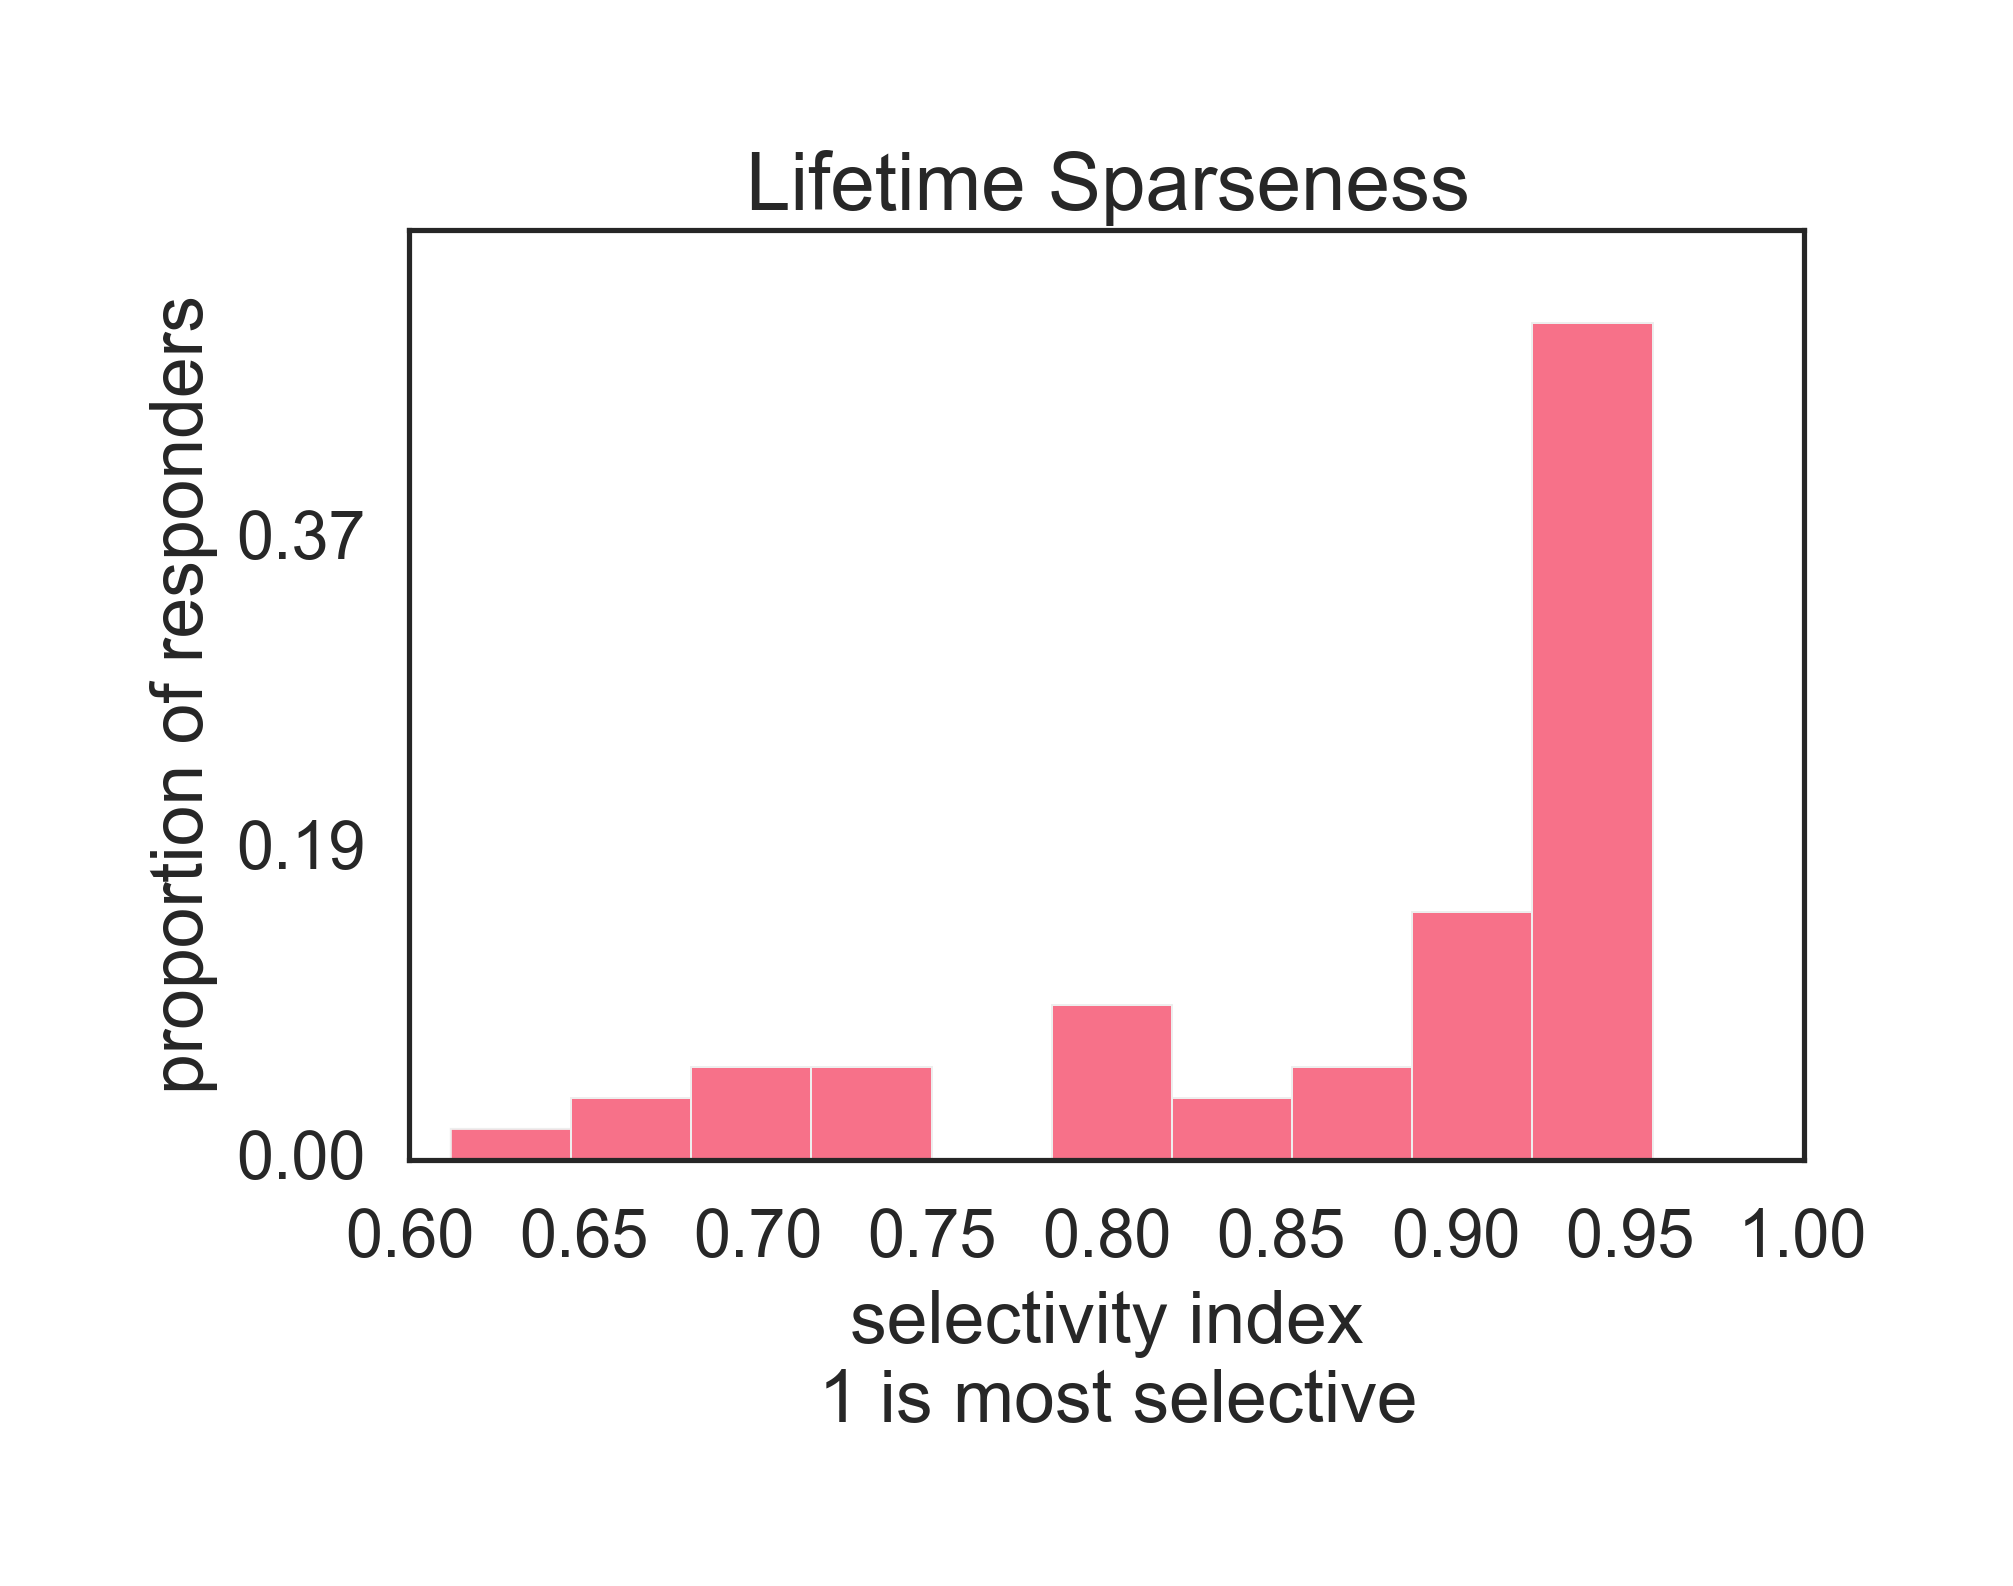 Lifetime Sparseness
proportion of responders
0.37
0.19
0.00
0.60 0.65 0.70 0.75 0.80 0.85 0.90 0.95 1.00
selectivity index
1 is most selective